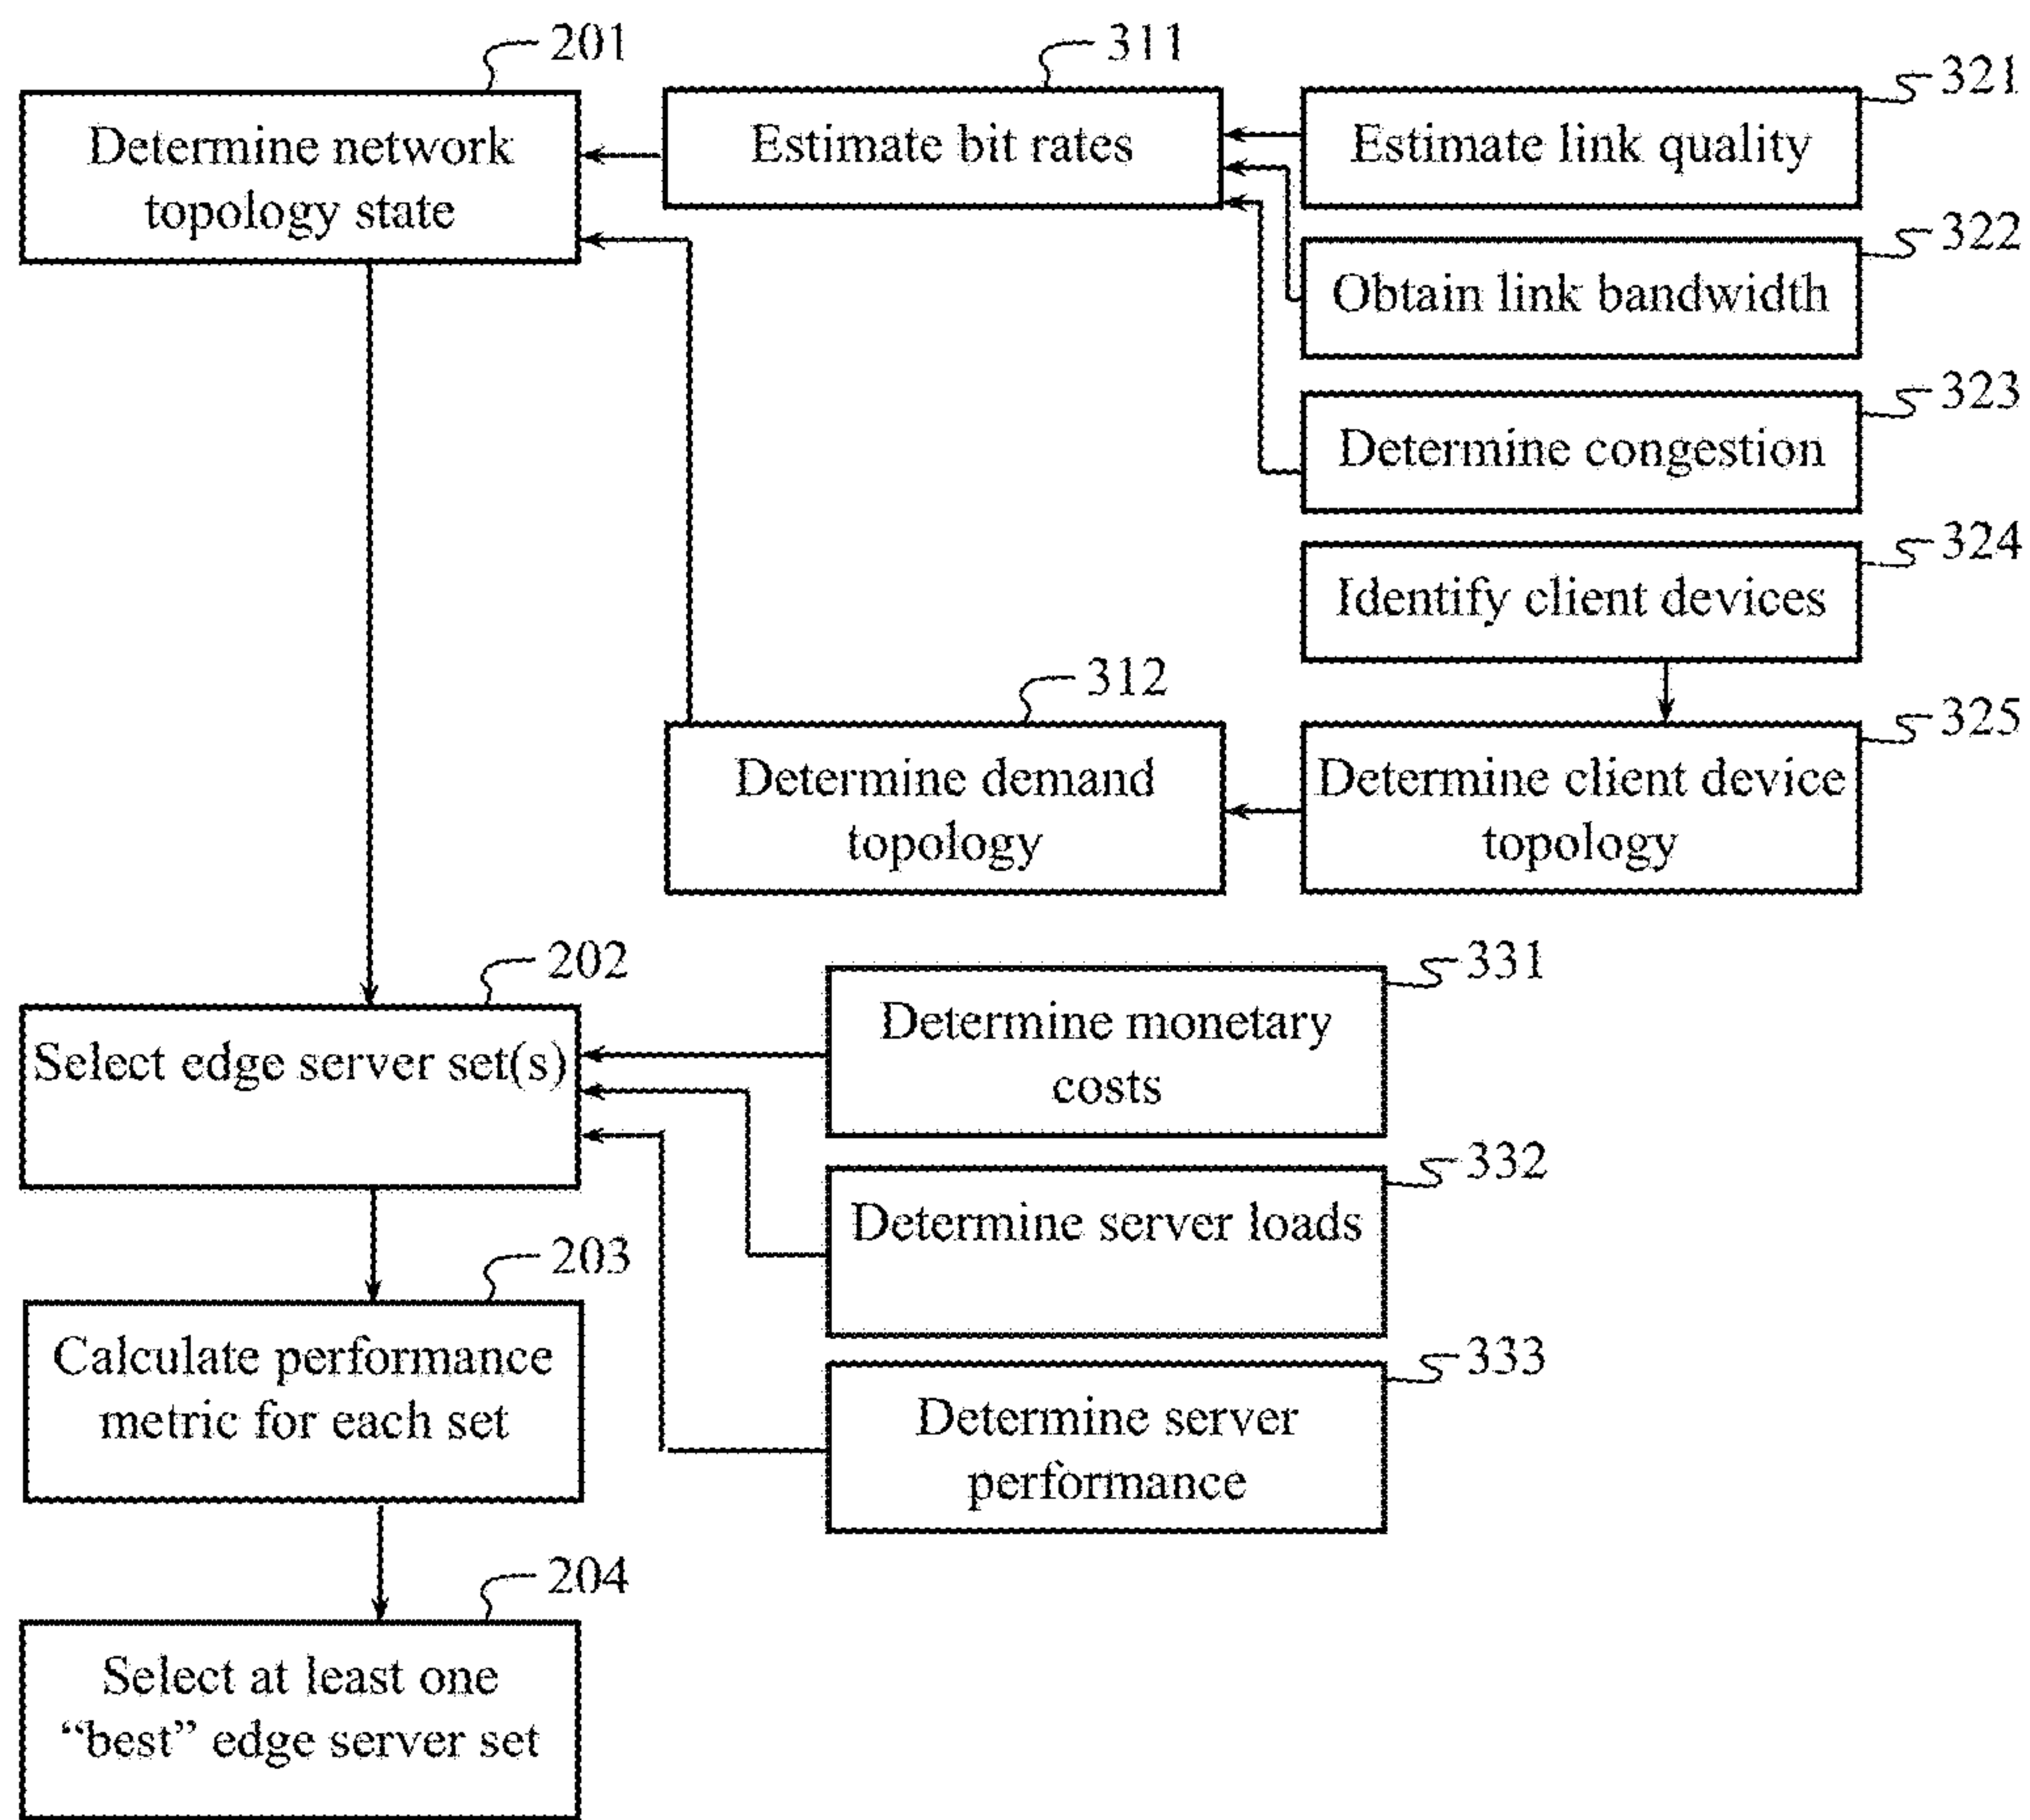 201
Determine network
topology state
311
Estimate bit rates
321
Estimate link quality
322
Obtain link bandwidth
323
Determine congestion
324
Identify client devices
312
Determine demand
topology
325
Determine client device
topology
202
Select edge server set(s)
331
Determine monetary
costs
332
Determine server loads
203
Calculate performance
metric for each set
333
Determine server
performance
204
Select at least one
“best” edge server set